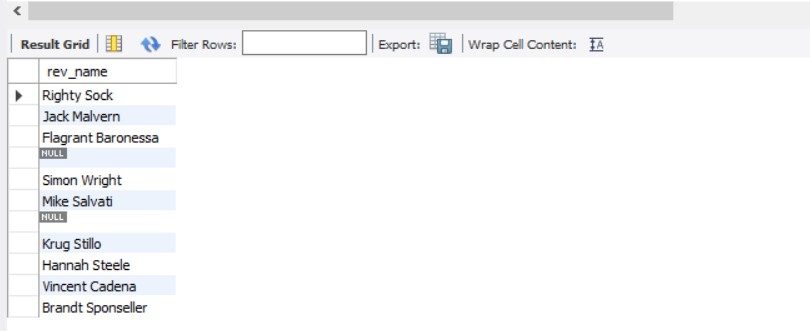 Result Grid Filter Rows: Export: Wrap Cell Content: IA
rev_name
Righty Sock
Jack Malvern
Flagrant Baronessa
NULL
Simon Wright
Mike Salvati
NULL
Krug Stillo
Hannah Steele
Vincent Cadena
Brandt Sponseller